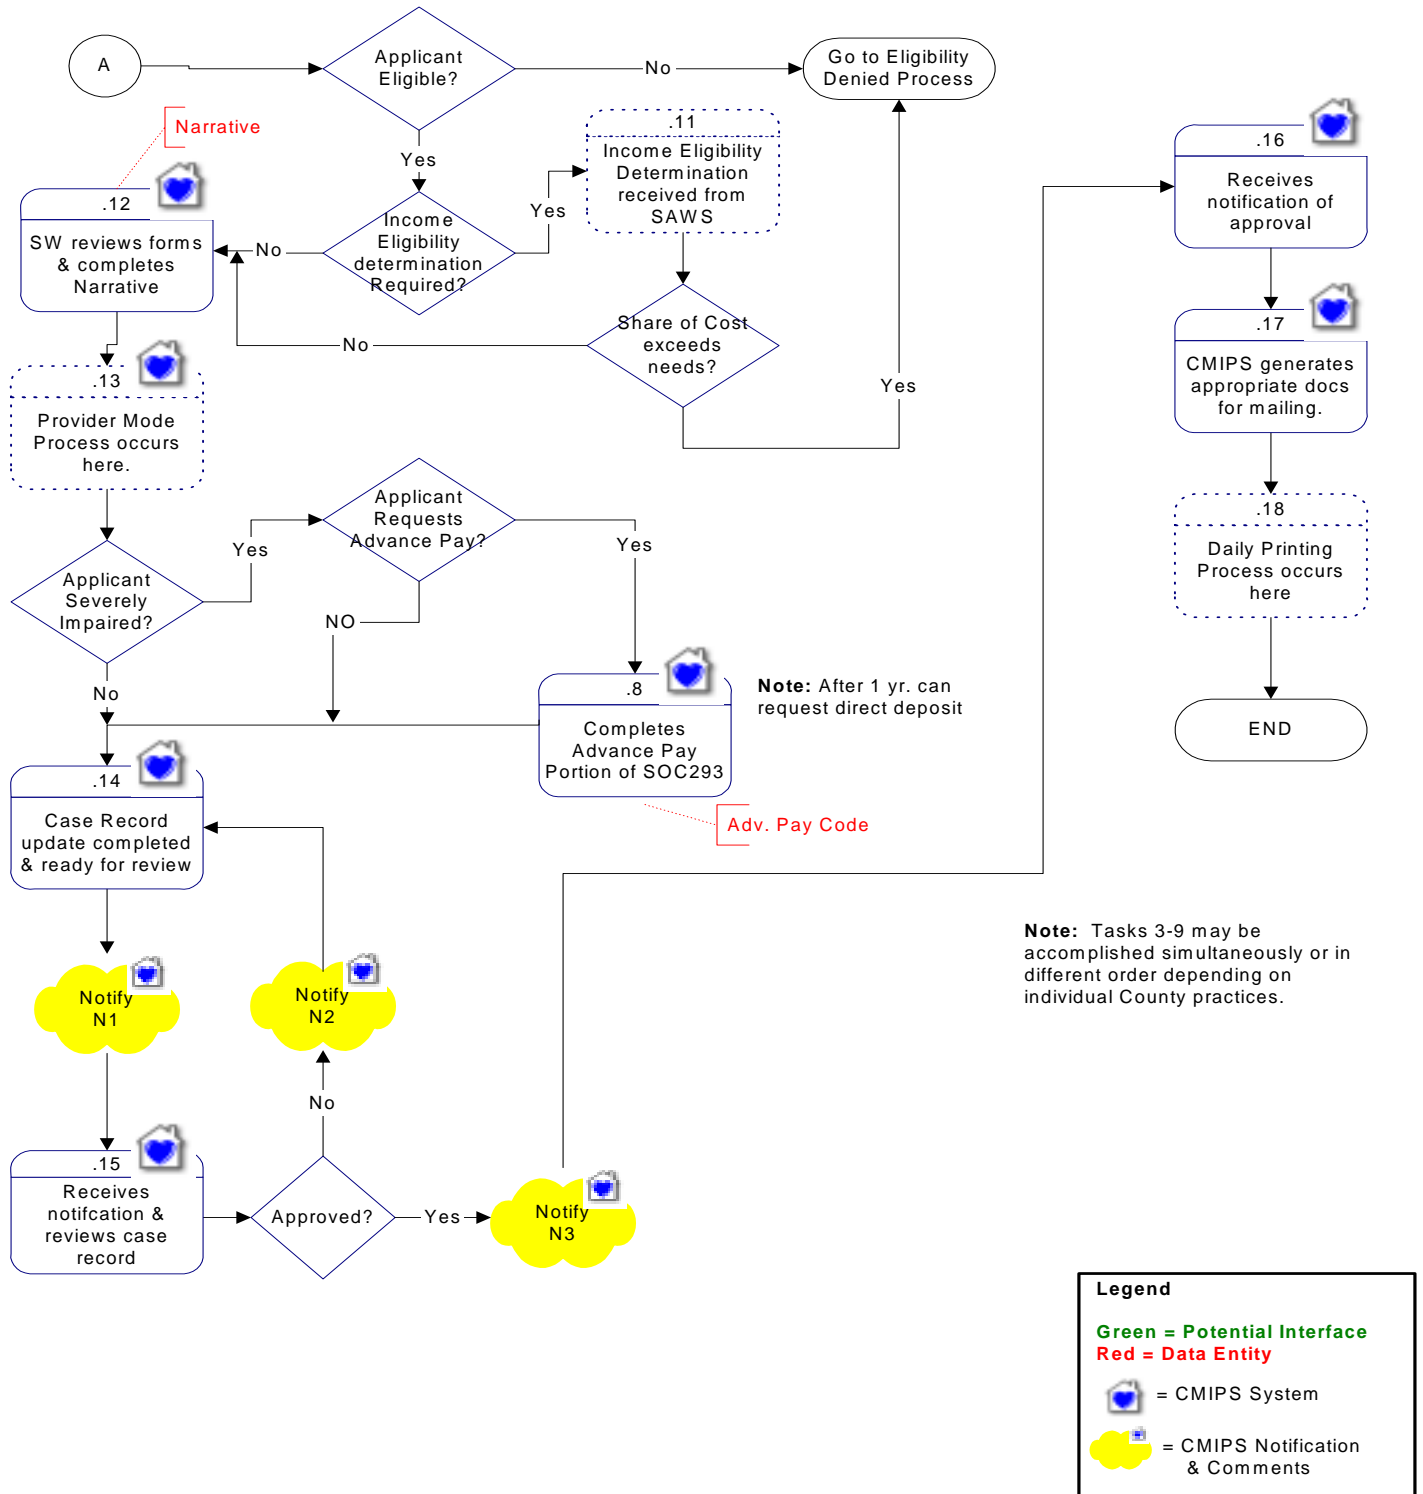 A
Applicant
Eligible?
No
Go to Eligibility
Denied Process
Narrative
Yes
.11
Income Eligibility
Determination
received from
SAWS
.16
Receives
notification of
approval
.12
SW reviews forms
& completes
Narrative
No
Income
Eligibility
determination
Required?
Yes
Share of Cost
exceeds
needs?
No
Yes
.17
CMIPS generates
appropriate docs
for mailing.
.13
Provider Mode
Process occurs
here.
Applicant
Requests
Advance Pay?
Yes
Yes
.18
Daily Printing
Process occurs
here
Applicant
Severely
Impaired?
NO
No
.8
Completes
Advance Pay
Portion of SOC293
Note: After 1 yr. can
request direct deposit
END
Adv. Pay Code
.14
Case Record
update completed
& ready for review
Note: Tasks 3-9 may be
accomplished simultaneously or in
different order depending on
individual County practices.
Notify
N1
Notify
N2
No
.15
Receives
notifcation &
reviews case
record
Approved?
Yes
Notify
N3
Legend
Green = Potential Interface
Red = Data Entity
= CMIPS System
= CMIPS Notification
& Comments